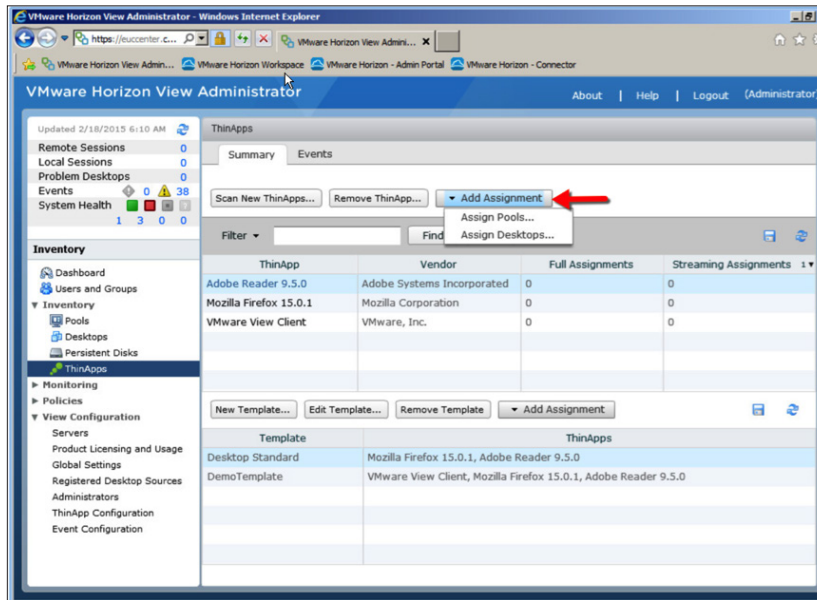 VMware Horizon View Administrator - Windows Internet Explorer
https://euccenter.c...
VMware Horizon View Admini...
VMware Horizon View Admin...
VMware Horizon Workspace
VMware Horizon - Admin Portal
VMware Horizon - Connector
VMware Horizon View Administrator
About | Help | Logout (Administrator
Updated 2/18/2015 6:10 AM
Remote Sessions 0
Local Sessions 0
Problem Desktops 0
Events 0 38
System Health
1 3 0 0
Inventory
Dashboard
Users and Groups
Inventory
Pools
Desktops
Persistent Disks
ThinApps
Monitoring
Policies
View Configuration
Servers
Product Licensing and Usage
Global Settings
Registered Desktop Sources
Administrators
ThinApp Configuration
Event Configuration
ThinApps
Summary Events
Scan New ThinApps... Remove ThinApp... Add Assignment
Assign Pools...
Assign Desktops...
Filter Find
ThinApp Vendor Full Assignments Streaming Assignments 1
Adobe Reader 9.5.0 Adobe Systems Incorporated 0 0
Mozilla Firefox 15.0.1 Mozilla Corporation 0 0
VMware View Client VMware, Inc. 0 0
New Template... Edit Template... Remove Template Add Assignment
Template ThinApps
Desktop Standard Mozilla Firefox 15.0.1, Adobe Reader 9.5.0
DemoTemplate VMware View Client, Mozilla Firefox 15.0.1, Adobe Reader 9.5.0